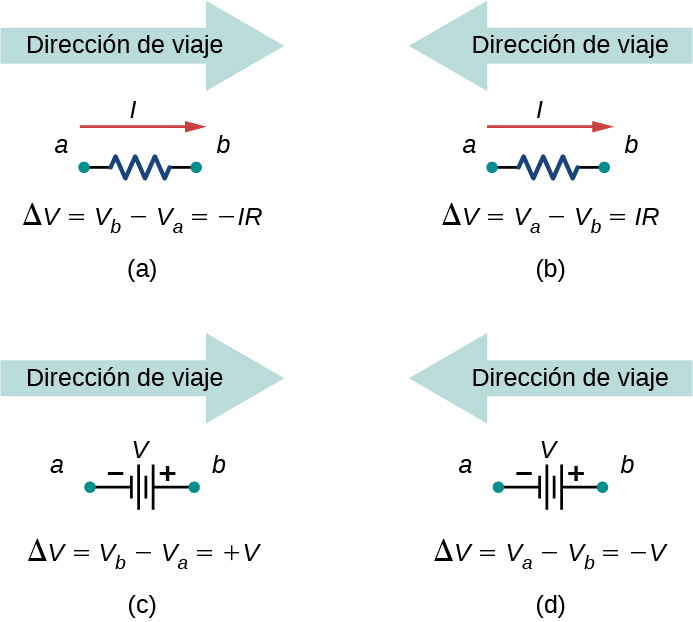 Dirección de viaje
I
a b
ΔV = V_b − V_a = −IR
(a)
Dirección de viaje
I
a b
ΔV = V_a − V_b = IR
(b)
Dirección de viaje
V
a − + b
ΔV = V_b − V_a = +V
(c)
Dirección de viaje
V
a − + b
ΔV = V_a − V_b = −V
(d)